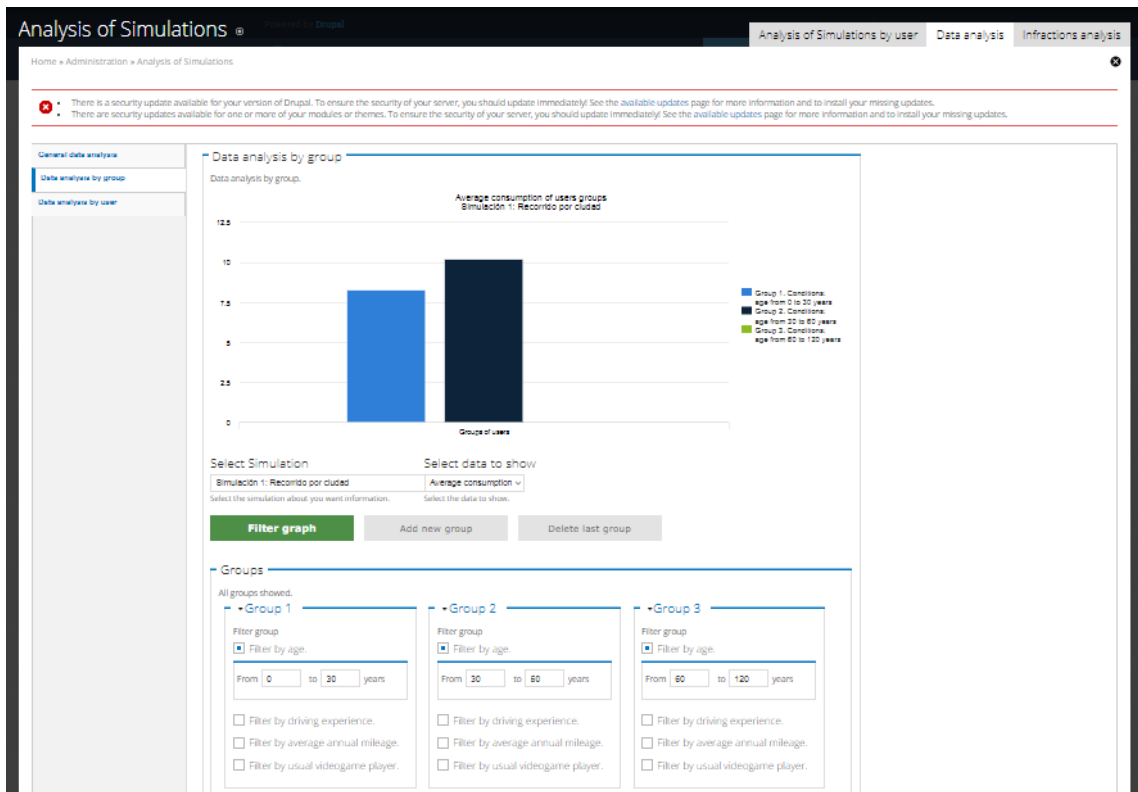 Analysis of Simulations
Powered by Drupal
Analysis of Simulations by user
Data analysis
Infractions analysis
Home » Administration » Analysis of Simulations
There is a security update available for your version of Drupal. To ensure the security of your server, you should update immediately! See the available updates page for more information and to install your missing updates.
There are security updates available for one or more of your modules or themes. To ensure the security of your server, you should update immediately! See the available updates page for more information and to install your missing updates.
General data analysis
Data analysis by group
Data analysis by user
Data analysis by group
Data analysis by group.
Average consumption of users groups
Simulación 1: Recorrido por ciudad
12.5
10
7.5
5
2.5
0
Groups of users
Group 1. Conditions:
age from 0 to 30 years
Group 2. Conditions:
age from 30 to 60 years
Group 3. Conditions:
age from 60 to 120 years
Select Simulation
Select data to show
Simulación 1: Recorrido por ciudad
Average consumption
Select the simulation about you want information.
Select the data to show.
Filter graph
Add new group
Delete last group
Groups
All groups showed.
Group 1
Filter group
Filter by age.
From 0 to 30 years
Filter by driving experience.
Filter by average annual mileage.
Filter by usual videogame player.
Group 2
Filter group
Filter by age.
From 30 to 60 years
Filter by driving experience.
Filter by average annual mileage.
Filter by usual videogame player.
Group 3
Filter group
Filter by age.
From 60 to 120 years
Filter by driving experience.
Filter by average annual mileage.
Filter by usual videogame player.